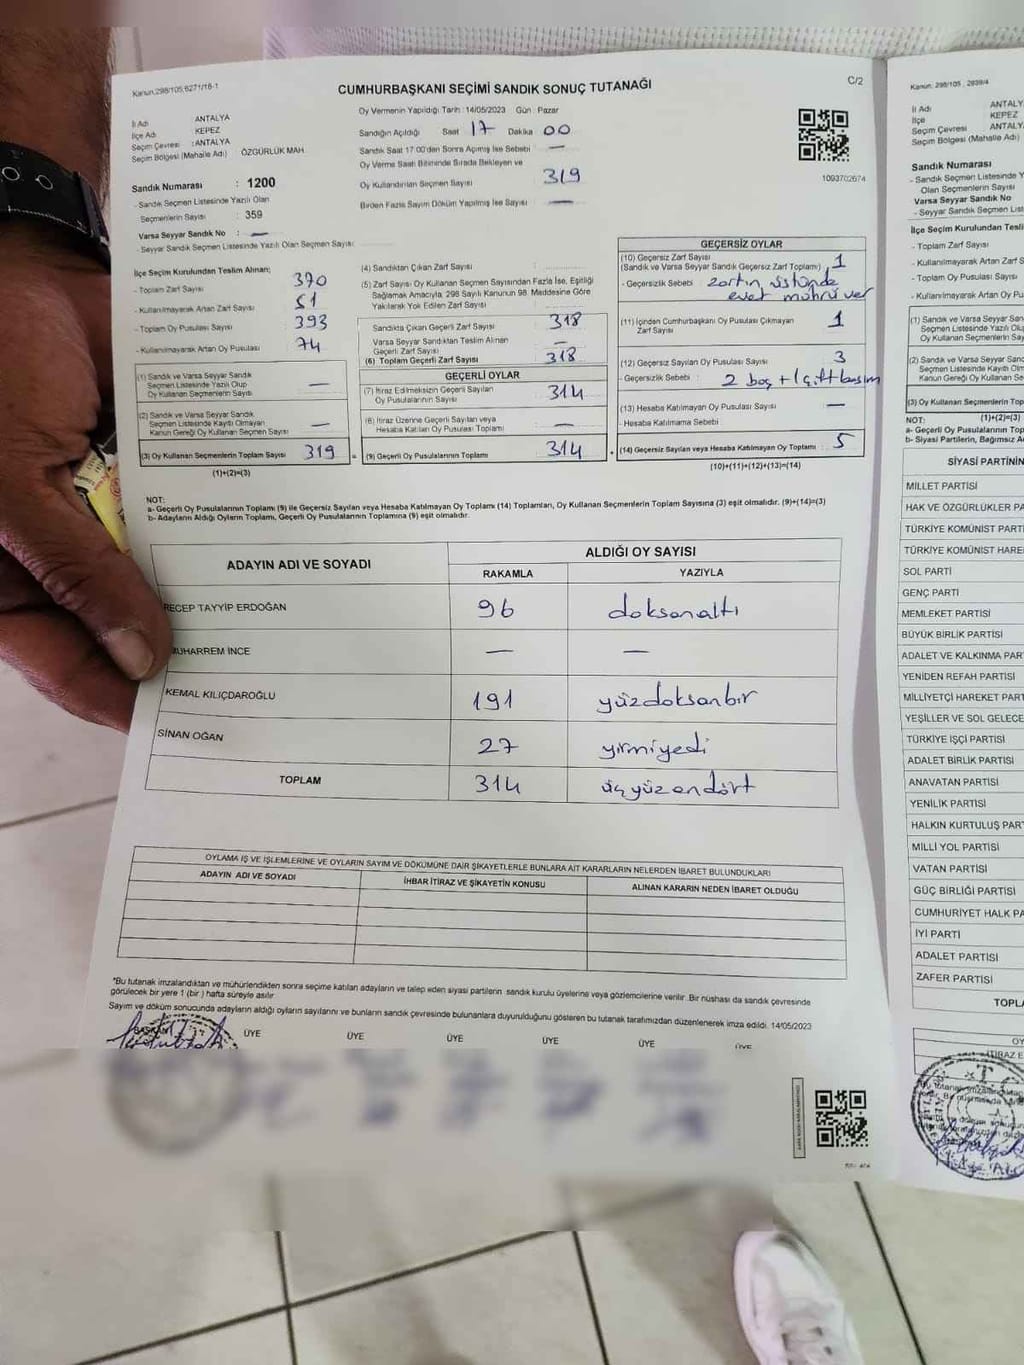 Kanun:298/105,6271/18-1
CUMHURBAŞKANI SEÇİMİ SANDIK SONUÇ TUTANAĞI
C/2
İl Adı : ANTALYA
İlçe Adı : KEPEZ
Seçim Çevresi : ANTALYA
Seçim Bölgesi (Mahalle Adı) ÖZGÜRLÜK MAH.
Sandık Numarası : 1200
- Sandık Seçmen Listesinde Yazılı Olan
Seçmenlerin Sayısı : 359
Varsa Seyyar Sandık No : —
- Seyyar Sandık Seçmen Listesinde Yazılı Olan Seçmen Sayısı
Oy Vermenin Yapıldığı Tarih : 14/05/2023 Gün : Pazar
Sandığın Açıldığı Saat 17 Dakika 00
Sandık Saat 17:00'den Sonra Açılmış İse Sebebi —
Oy Verme Saati Bitiminde Sırada Bekleyen ve
Oy Kullandırılan Seçmen Sayısı 319
Birden Fazla Sayım Döküm Yapılmış İse Sayısı —
1093702674
İlçe Seçim Kurulundan Teslim Alınan;
- Toplam Zarf Sayısı 370
- Kullanılmayarak Artan Zarf Sayısı 51
- Toplam Oy Pusulası Sayısı 393
- Kullanılmayarak Artan Oy Pusulası 74
(1) Sandık ve Varsa Seyyar Sandık
Seçmen Listesinde Yazılı Olup
Oy Kullanan Seçmenlerin Sayısı —
(2) Sandık ve Varsa Seyyar Sandık
Seçmen Listesinde Kayıtlı Olmayan
Kanun Gereği Oy Kullanan Seçmen Sayısı —
(3) Oy Kullanan Seçmenlerin Toplam Sayısı 319
(1)+(2)=(3)
(4) Sandıktan Çıkan Zarf Sayısı
(5) Zarf Sayısı Oy Kullanan Seçmen Sayısından Fazla İse, Eşitliği
Sağlamak Amacıyla, 298 Sayılı Kanunun 98. Maddesine Göre
Yakılarak Yok Edilen Zarf Sayısı
Sandıkta Çıkan Geçerli Zarf Sayısı 318
Varsa Seyyar Sandıktan Teslim Alınan
Geçerli Zarf Sayısı —
(6) Toplam Geçerli Zarf Sayısı 318
GEÇERLİ OYLAR
(7) İtiraz Edilmeksizin Geçerli Sayılan
Oy Pusulasının Sayısı 314
(8) İtiraz Üzerine Geçerli Sayılan veya
Hesaba Katılan Oy Pusulası Toplamı —
= (9) Geçerli Oy Pusulalarının Toplamı 314
GEÇERSİZ OYLAR
(10) Geçersiz Zarf Sayısı
(Sandık ve Varsa Seyyar Sandık Geçersiz Zarf Toplamı) 1
- Geçersizlik Sebebi : zarfın üstünde
evet mührü var
(11) İçinden Cumhurbaşkanı Oy Pusulası Çıkmayan
Zarf Sayısı 1
(12) Geçersiz Sayılan Oy Pusulası Sayısı 3
- Geçersizlik Sebebi : 2 boş + 1 çift basım
(13) Hesaba Katılmayan Oy Pusulası Sayısı —
- Hesaba Katılmama Sebebi
+ (14) Geçersiz Sayılan veya Hesaba Katılmayan Oy Toplamı 5
(10)+(11)+(12)+(13)=(14)
NOT:
a- Geçerli Oy Pusulalarının Toplamı (9) ile Geçersiz Sayılan veya Hesaba Katılmayan Oy Toplamı (14) Toplamları, Oy Kullanan Seçmenlerin Toplam Sayısına (3) eşit olmalıdır. (9)+(14)=(3)
b- Adayların Aldığı Oyların Toplamı, Geçerli Oy Pusulalarının Toplamına (9) eşit olmalıdır.
ADAYIN ADI VE SOYADI
ALDIĞI OY SAYISI
RAKAMLA YAZIYLA
RECEP TAYYİP ERDOĞAN 96 doksanaltı
MUHARREM İNCE — —
KEMAL KILIÇDAROĞLU 191 yüzdoksanbir
SİNAN OĞAN 27 yirmiyedi
TOPLAM 314 üçyüzondört
OYLAMA İŞ VE İŞLEMLERİNE VE OYLARIN SAYIM VE DÖKÜMÜNE DAİR ŞİKAYETLERLE BUNLARA AİT KARARLARIN NELERDEN İBARET BULUNDUKLARI
ADAYIN ADI VE SOYADI İHBAR İTİRAZ VE ŞİKAYETİN KONUSU ALINAN KARARIN NEDEN İBARET OLDUĞU
*Bu tutanak imzalandıktan ve mühürlendikten sonra seçime katılan adayların ve talep eden siyasi partilerin sandık kurulu üyelerine veya gözlemcilerine verilir. Bir nüshası da sandık çevresinde
görülecek bir yere 1 (bir) hafta süreyle asılır.
Sayım ve döküm sonucunda adayların aldığı oyların sayılarını ve bunların sandık çevresinde bulunanlara duyurulduğunu gösteren bu tutanak tarafımızdan düzenlenerek imza edildi. 14/05/2023
BAŞKAN ÜYE ÜYE ÜYE ÜYE ÜYE ÜYE
Kanun: 298/105, 2839/4
İl Adı ANTALY
İlçe KEPEZ
Seçim Çevresi ANTALY
Seçim Bölgesi (Mahalle Adı)
Sandık Numarası
- Sandık Seçmen Listesinde Y
Olan Seçmenlerin Sayısı
Varsa Seyyar Sandık No
- Seyyar Sandık Seçmen List
İlçe Seçim Kurulundan Tesli
- Toplam Zarf Sayısı
- Kullanılmayarak Artan Zarf
- Toplam Oy Pusulası Sayısı
- Kullanılmayarak Artan Oy P
(1) Sandık ve Varsa Seyyar
Seçmen Listesinde Yazılı
Oy Kullanan Seçmenlerin
(2) Sandık ve Varsa Seyyar
Seçmen Listesinde Kayıtlı
Kanun Gereği Oy Kullanan
(3) Oy Kullanan Seçmenlerin Top
(1)+(2)=(3)
NOT:
a- Geçerli Oy Pusulalarının To
b- Siyasi Partilerin, Bağımsız A
SİYASİ PARTİNİN
MİLLET PARTİSİ
HAK VE ÖZGÜRLÜKLER PA
TÜRKİYE KOMÜNİST PARTİ
TÜRKİYE KOMÜNİST HARE
SOL PARTİ
GENÇ PARTİ
MEMLEKET PARTİSİ
BÜYÜK BİRLİK PARTİSİ
ADALET VE KALKINMA PAR
YENİDEN REFAH PARTİSİ
MİLLİYETÇİ HAREKET PART
YEŞİLLER VE SOL GELECE
TÜRKİYE İŞÇİ PARTİSİ
ADALET BİRLİK PARTİSİ
ANAVATAN PARTİSİ
YENİLİK PARTİSİ
HALKIN KURTULUŞ PAR
MİLLİ YOL PARTİSİ
VATAN PARTİSİ
GÜÇ BİRLİĞİ PARTİSİ
CUMHURİYET HALK PA
İYİ PARTİ
ADALET PARTİSİ
ZAFER PARTİSİ
TOPL
OY
İTİRAZ E
T.C.